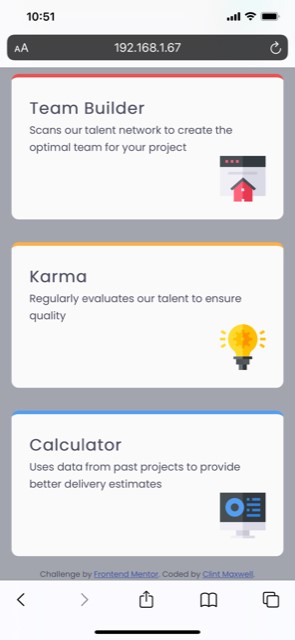 10:51
AA
192.168.1.67
Team Builder
Scans our talent network to create the
optimal team for your project
Karma
Regularly evaluates our talent to ensure
quality
Calculator
Uses data from past projects to provide
better delivery estimates
Challenge by Frontend Mentor. Coded by Clint Maxwell.